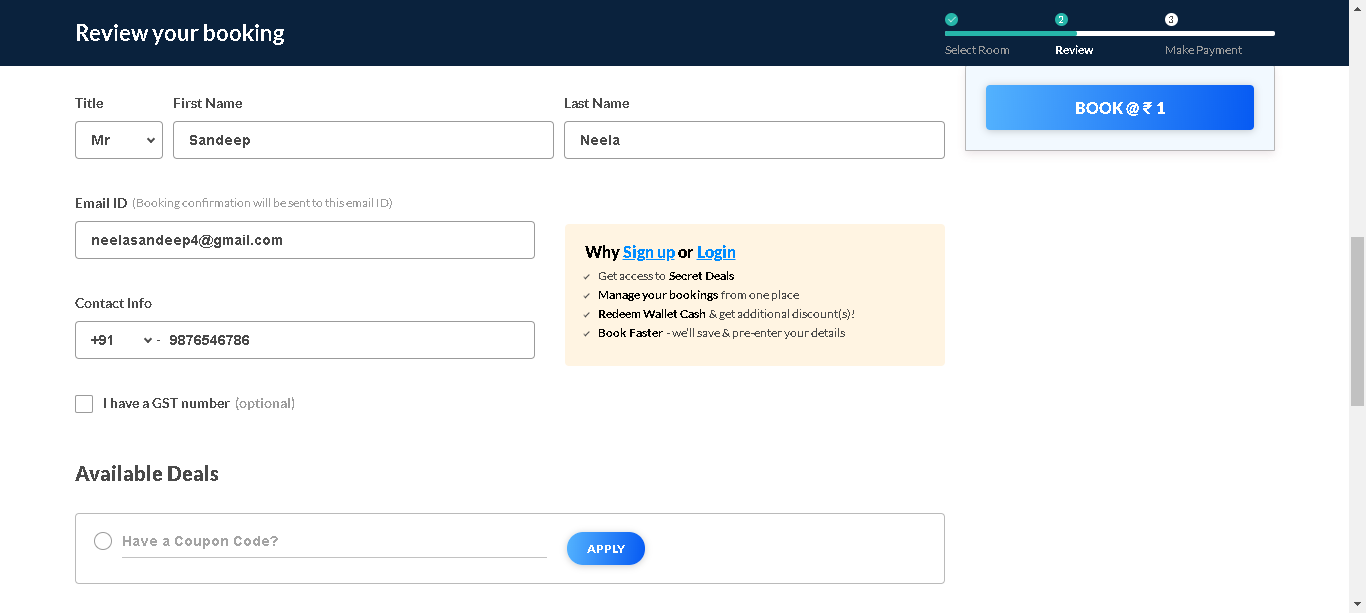 Review your booking
2
3
Select Room
Review
Make Payment
Title
First Name
Last Name
BOOK @ ₹ 1
Mr
Sandeep
Neela
Email ID (Booking confirmation will be sent to this email ID)
neelasandeep4@gmail.com
Why Sign up or Login
Get access to Secret Deals
Manage your bookings from one place
Redeem Wallet Cash & get additional discount(s)!
Book Faster - we'll save & pre-enter your details
Contact Info
+91 - 9876546786
I have a GST number (optional)
Available Deals
Have a Coupon Code?
APPLY